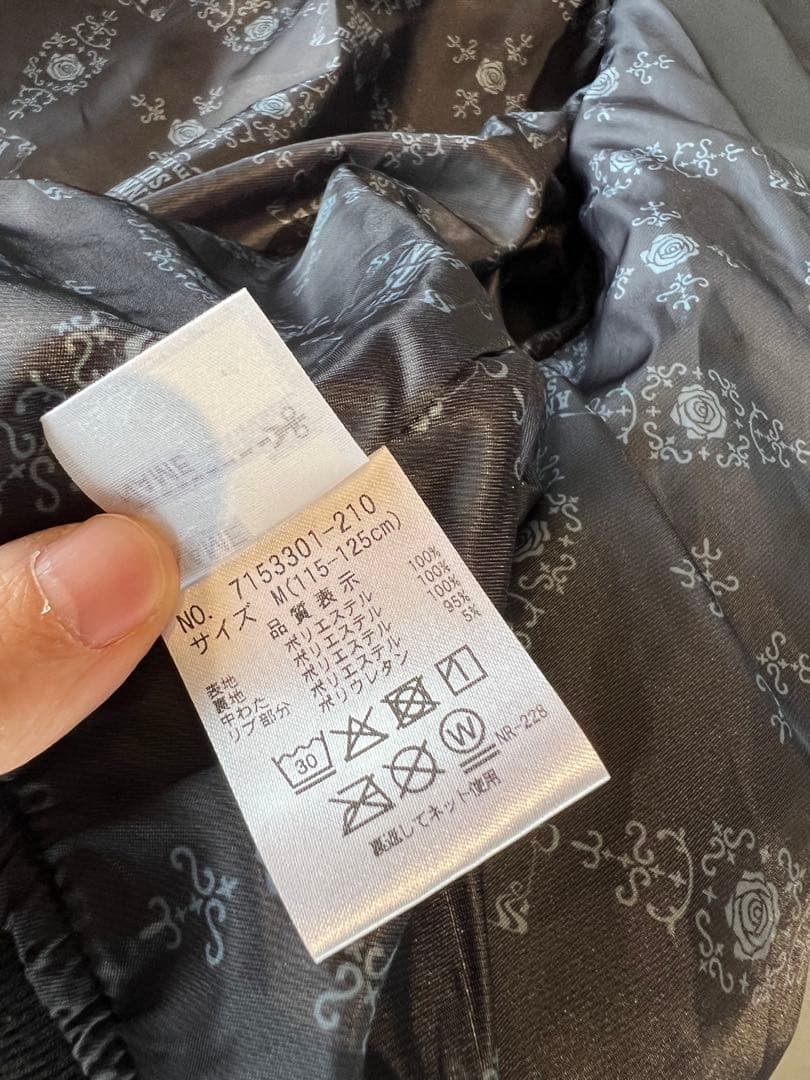 NO. 7153301-210
サイズ M(115-125cm)
品質表示
表地 ポリエステル 100%
裏地 ポリエステル 100%
中わた ポリエステル 100%
リブ部分 ポリエステル 95%
ポリウレタン 5%
30
W
NR-228
裏返してネット使用